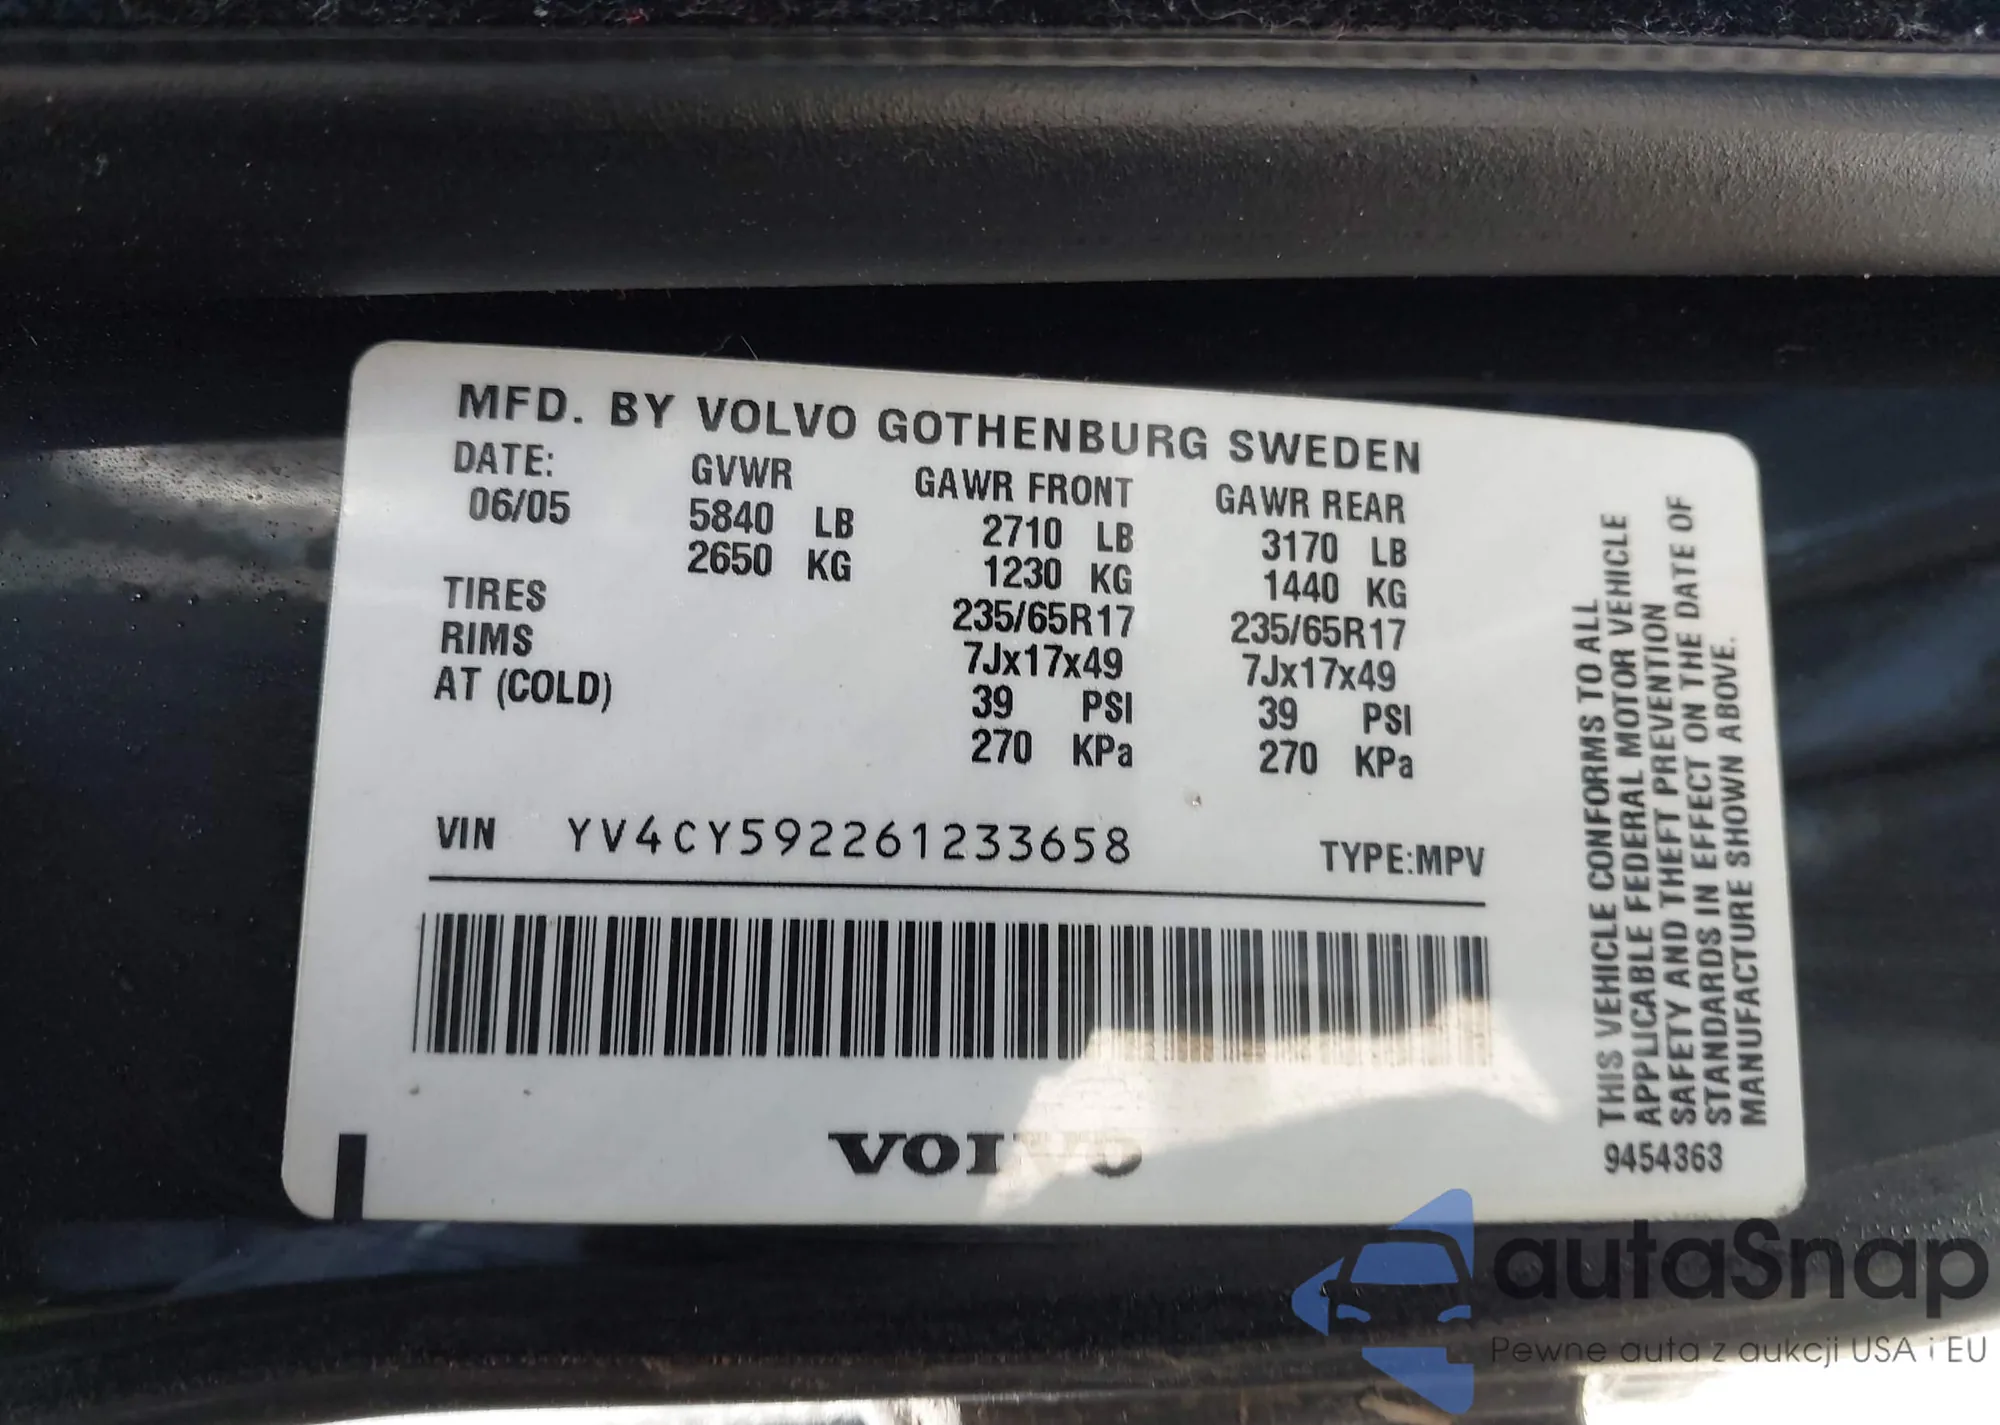 MFD. BY VOLVO GOTHENBURG SWEDEN
DATE: GVWR GAWR FRONT GAWR REAR
06/05 5840 LB 2710 LB 3170 LB
2650 KG 1230 KG 1440 KG
TIRES 235/65R17 235/65R17
RIMS 7Jx17x49 7Jx17x49
AT (COLD) 39 PSI 39 PSI
270 KPa 270 KPa
VIN YV4CY592261233658 TYPE:MPV
VOLVO
THIS VEHICLE CONFORMS TO ALL
APPLICABLE FEDERAL MOTOR VEHICLE
SAFETY AND THEFT PREVENTION
STANDARDS IN EFFECT ON THE DATE OF
MANUFACTURE SHOWN ABOVE.
9454363
autaSnap
Pewne auta z aukcji USA i EU